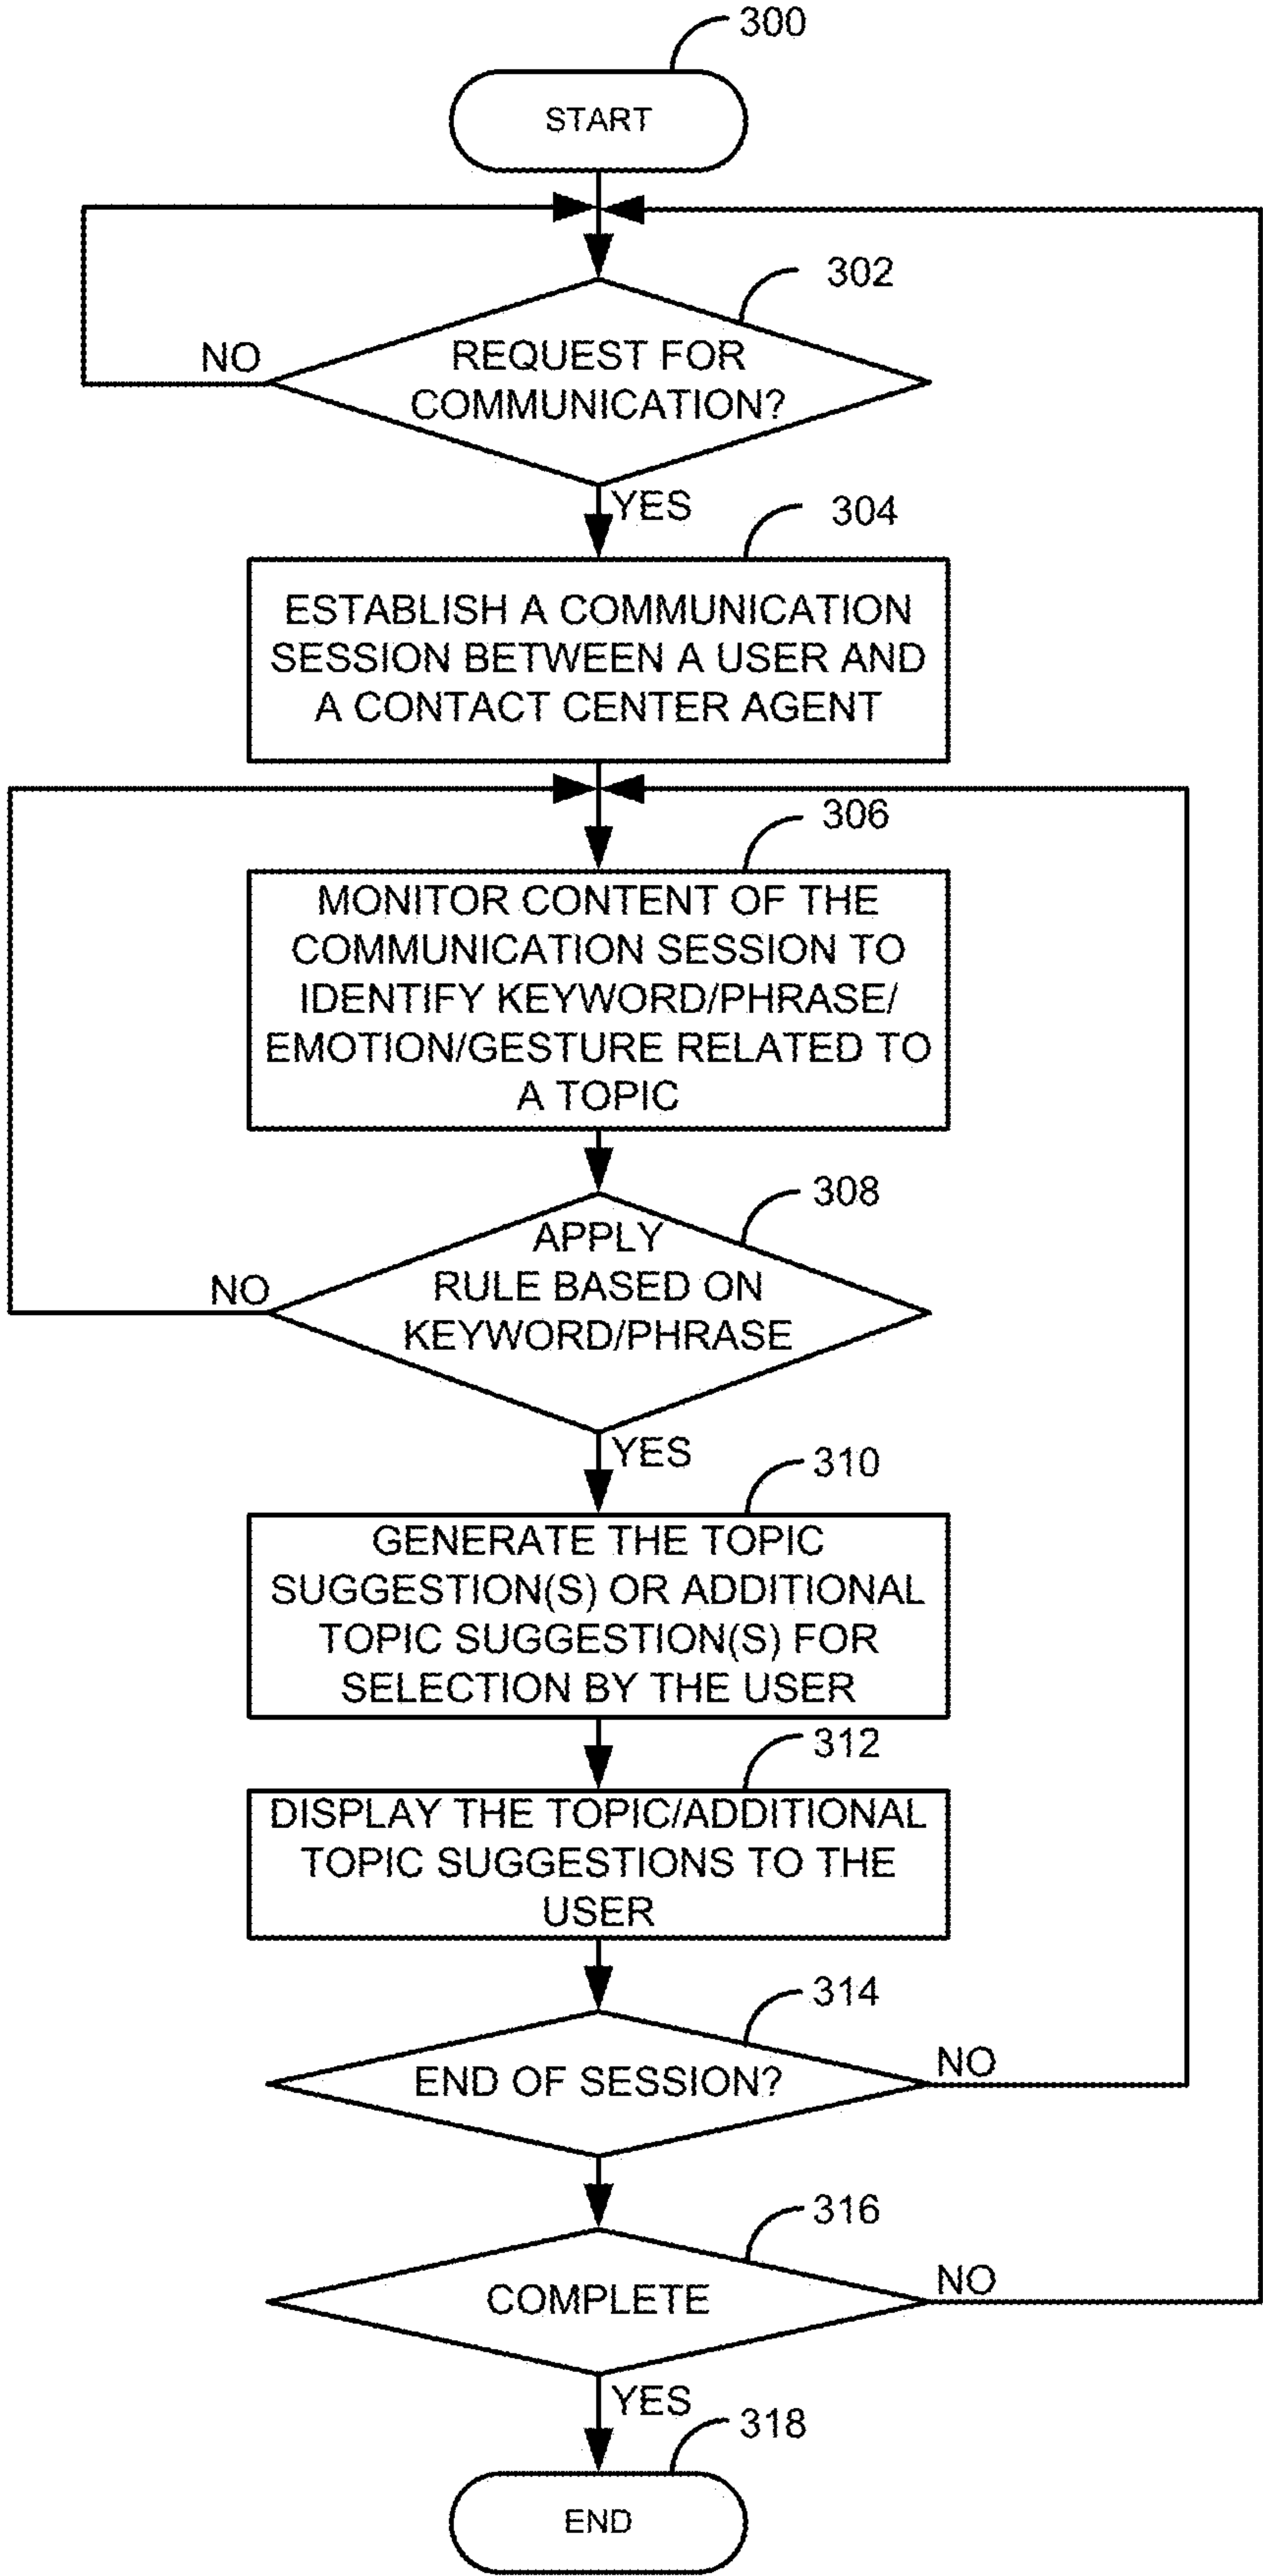 300
START
302
REQUEST FOR
COMMUNICATION?
NO
YES
304
ESTABLISH A COMMUNICATION
SESSION BETWEEN A USER AND
A CONTACT CENTER AGENT
306
MONITOR CONTENT OF THE
COMMUNICATION SESSION TO
IDENTIFY KEYWORD/PHRASE/
EMOTION/GESTURE RELATED TO
A TOPIC
308
APPLY
RULE BASED ON
KEYWORD/PHRASE
NO
YES
310
GENERATE THE TOPIC
SUGGESTION(S) OR ADDITIONAL
TOPIC SUGGESTION(S) FOR
SELECTION BY THE USER
312
DISPLAY THE TOPIC/ADDITIONAL
TOPIC SUGGESTIONS TO THE
USER
314
END OF SESSION?
NO
316
COMPLETE
NO
YES
318
END